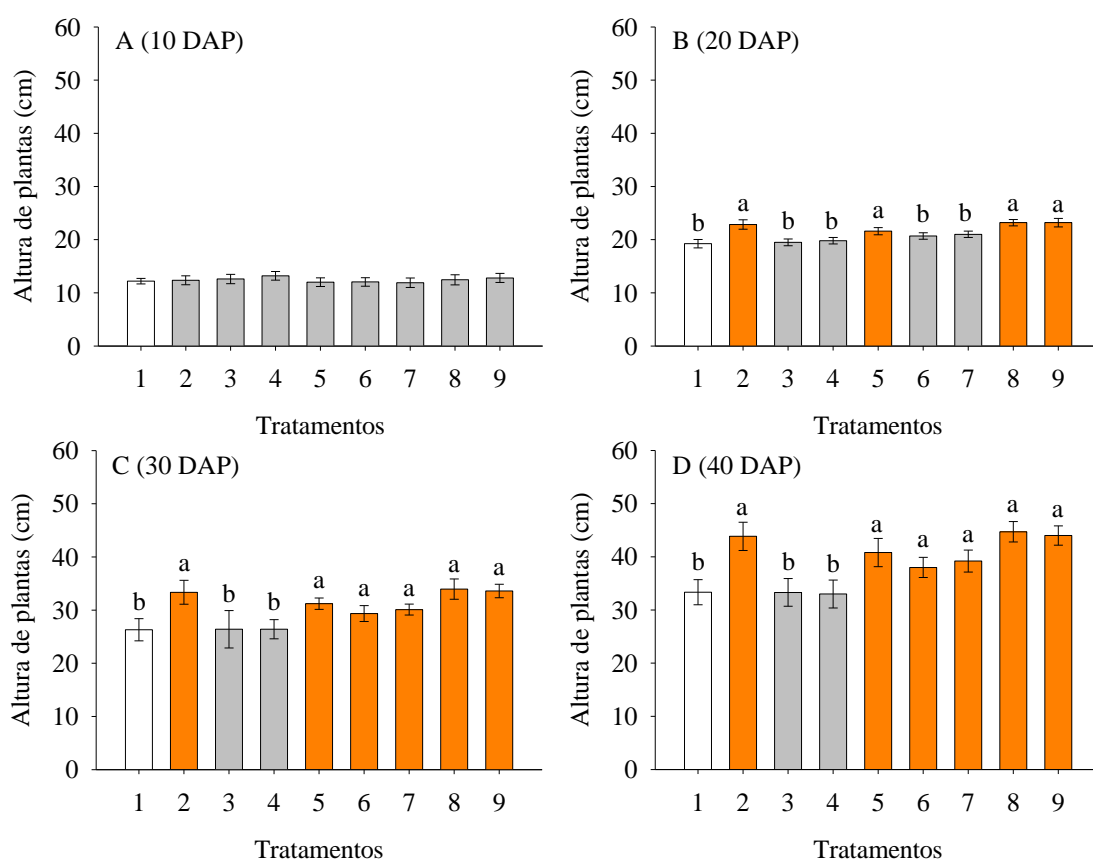 A (10 DAP)
Altura de plantas (cm)
60
50
40
30
20
10
0
1 2 3 4 5 6 7 8 9
Tratamentos
B (20 DAP)
Altura de plantas (cm)
60
50
40
30
20
10
0
b a b b a b b a a
1 2 3 4 5 6 7 8 9
Tratamentos
C (30 DAP)
Altura de plantas (cm)
60
50
40
30
20
10
0
b a b b a a a a a
1 2 3 4 5 6 7 8 9
Tratamentos
D (40 DAP)
Altura de plantas (cm)
60
50
40
30
20
10
0
b a b b a a a a a
1 2 3 4 5 6 7 8 9
Tratamentos